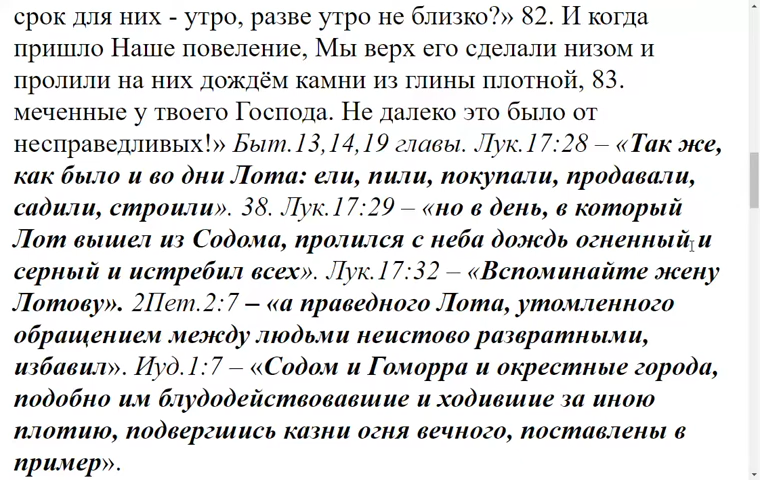 срок для них - утро, разве утро не близко?» 82. И когда
пришло Наше повеление, Мы верх его сделали низом и
пролили на них дождём камни из глины плотной, 83.
меченные у твоего Господа. Не далеко это было от
несправедливых!» Быт.13,14,19 главы. Лук.17:28 – «Так же,
как было и во дни Лота: ели, пили, покупали, продавали,
садили, строили». 38. Лук.17:29 – «но в день, в который
Лот вышел из Содома, пролился с неба дождь огненный и
серный и истребил всех». Лук.17:32 – «Вспоминайте жену
Лотову». 2Пет.2:7 – «а праведного Лота, утомленного
обращением между людьми неистово развратными,
избавил». Иуд.1:7 – «Содом и Гоморра и окрестные города,
подобно им блудодействовавшие и ходившие за иною
плотию, подвергшись казни огня вечного, поставлены в
пример».